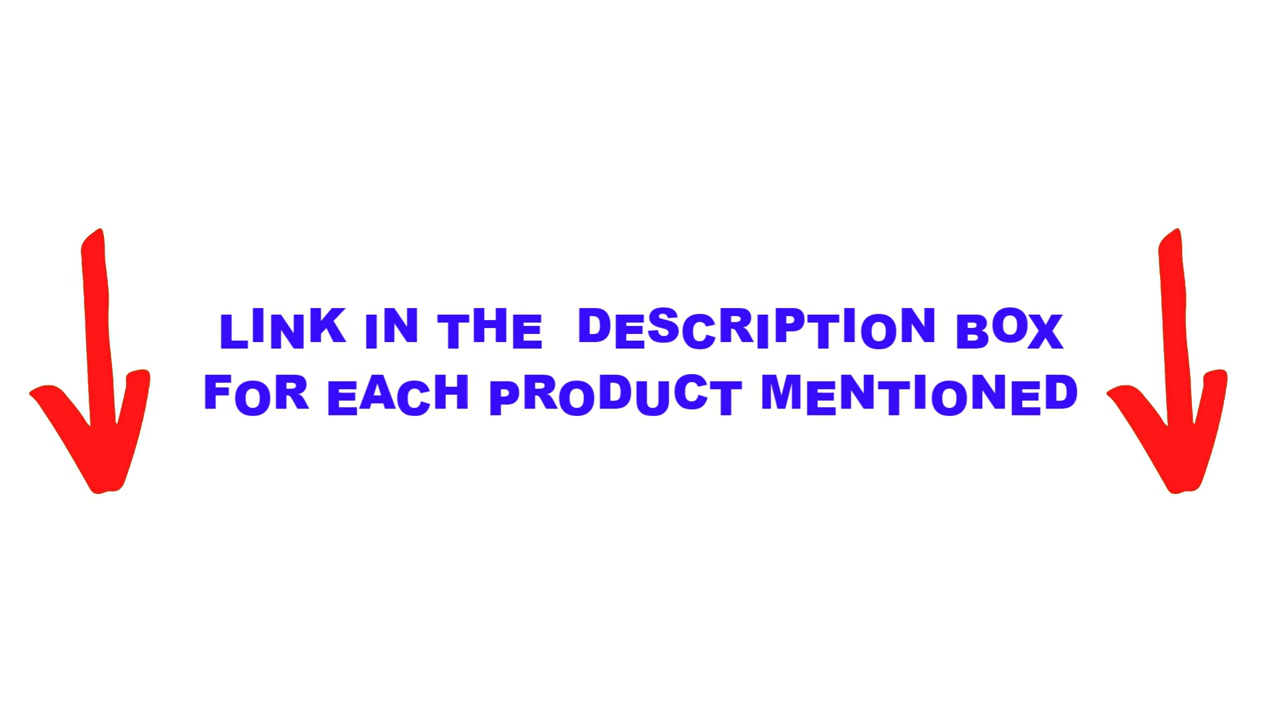 LINK IN THE DESCRIPTION BOX
FOR EACH PRODUCT MENTIONED